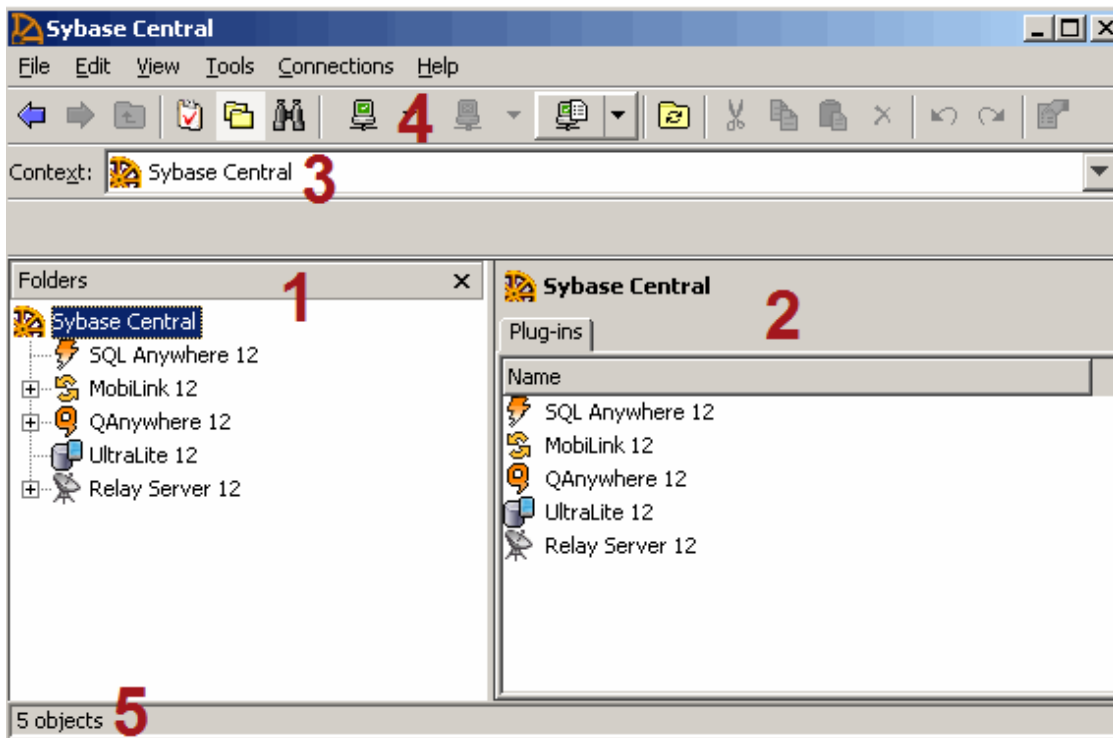 Sybase Central
File Edit View Tools Connections Help
4
Context: Sybase Central 3
Folders 1
Sybase Central
SQL Anywhere 12
MobiLink 12
QAnywhere 12
UltraLite 12
Relay Server 12
Sybase Central 2
Plug-ins
Name
SQL Anywhere 12
MobiLink 12
QAnywhere 12
UltraLite 12
Relay Server 12
5 objects 5